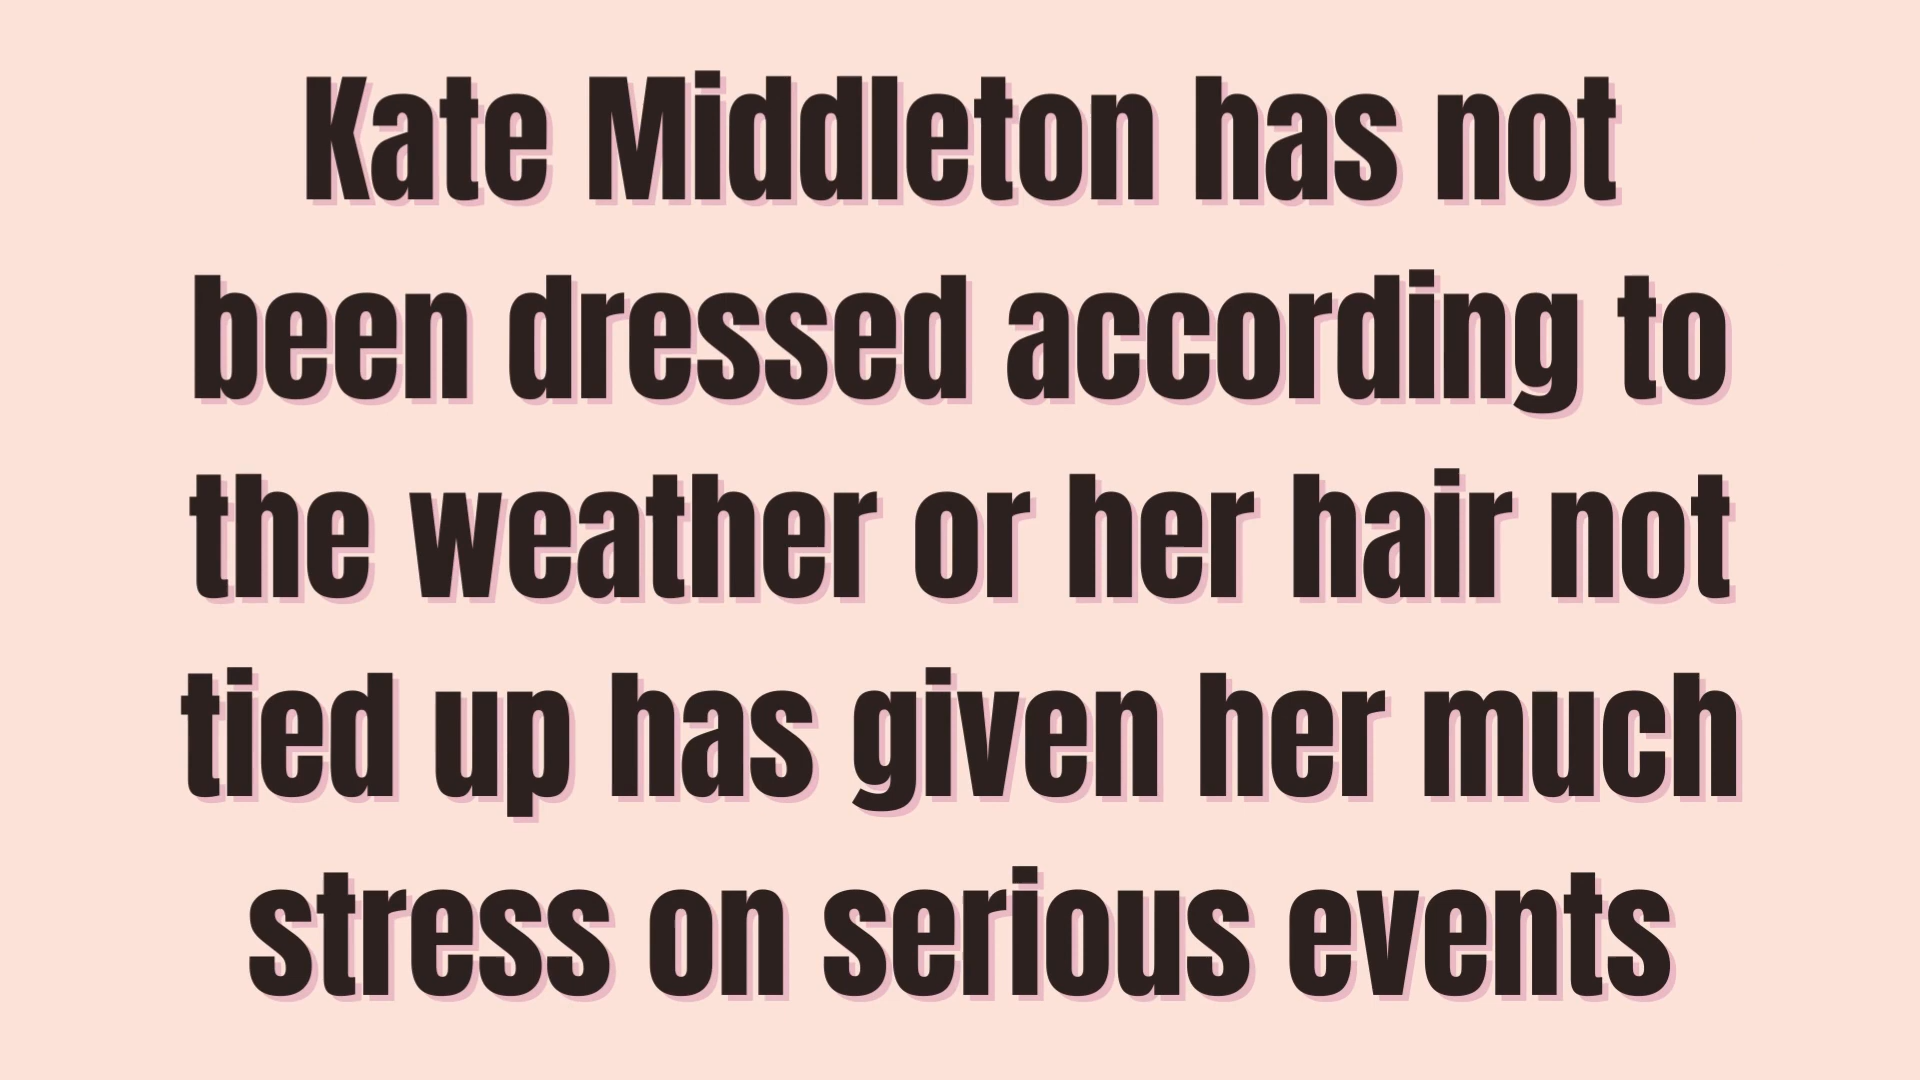 Kate Middleton has not
been dressed according to
the weather or her hair not
tied up has given her much
stress on serious events